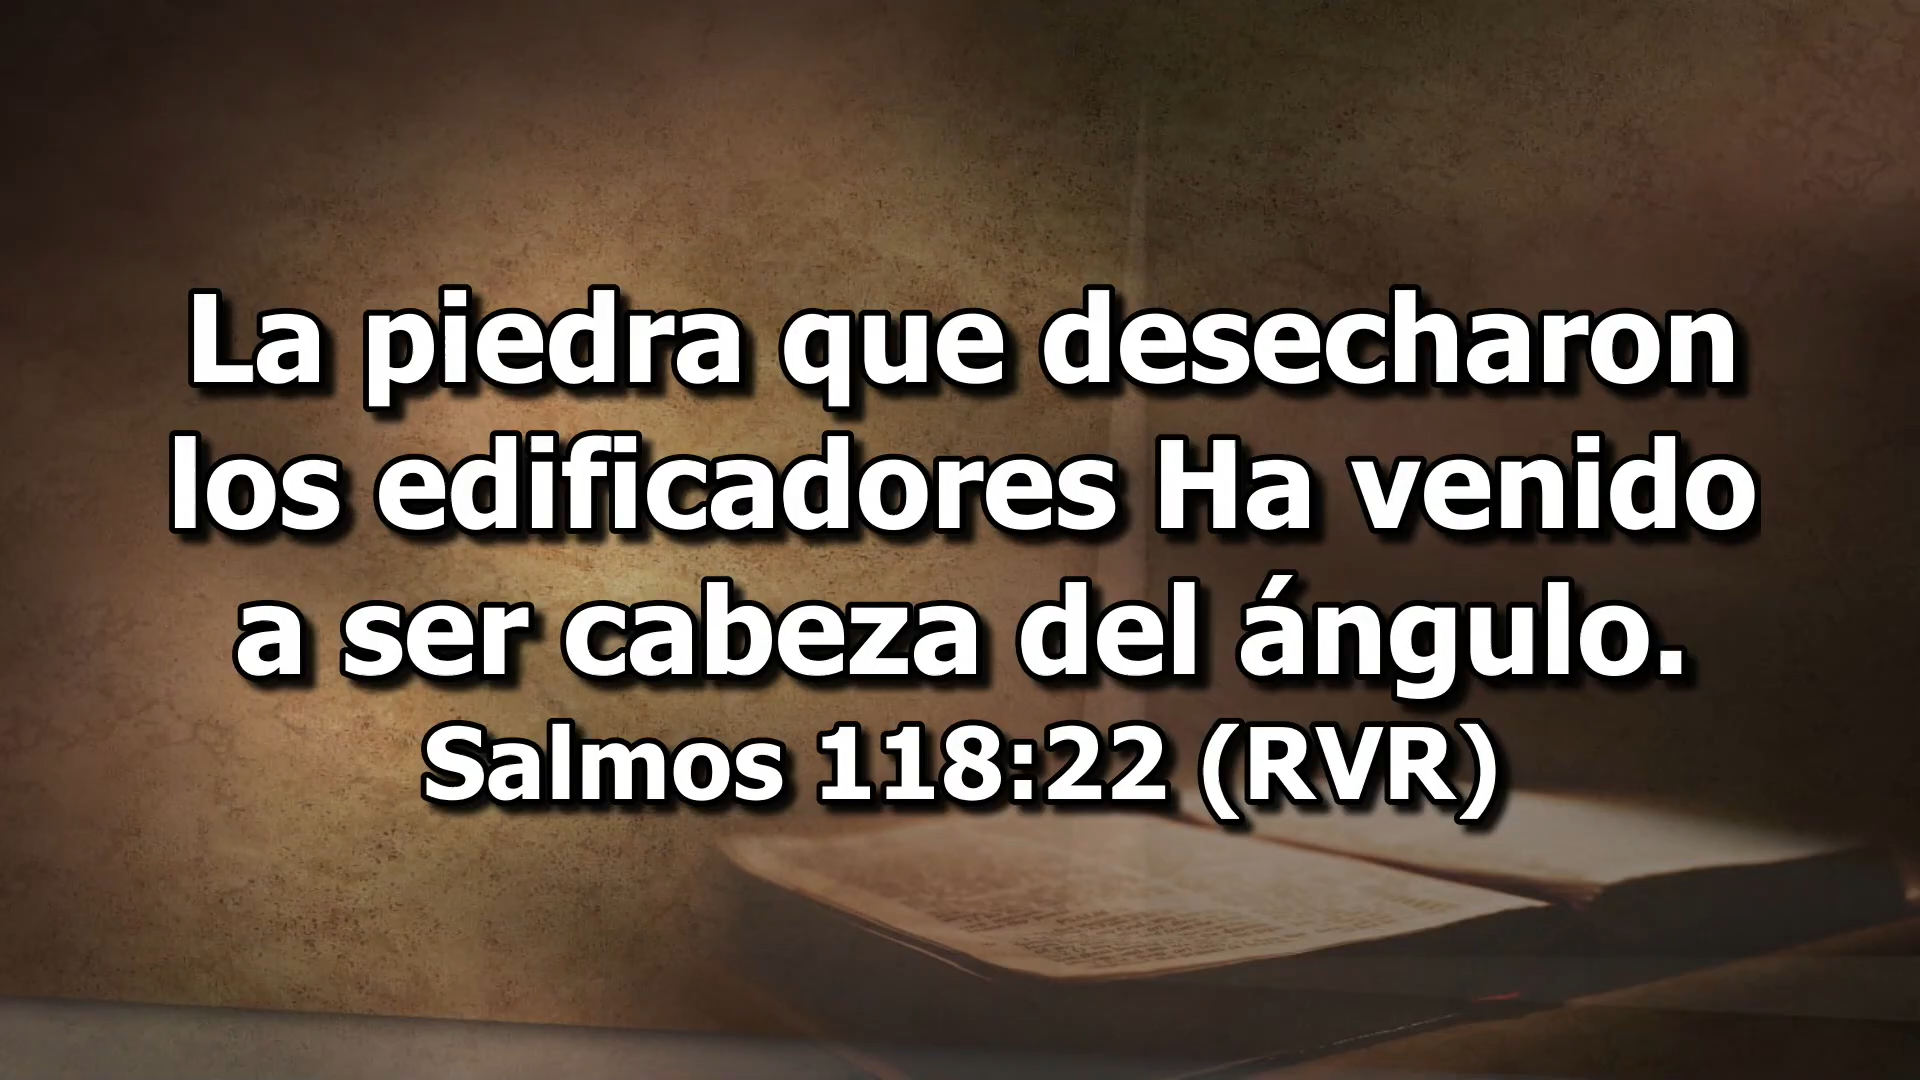 La piedra que desecharon
los edificadores Ha venido
a ser cabeza del ángulo.
Salmos 118:22 (RVR)